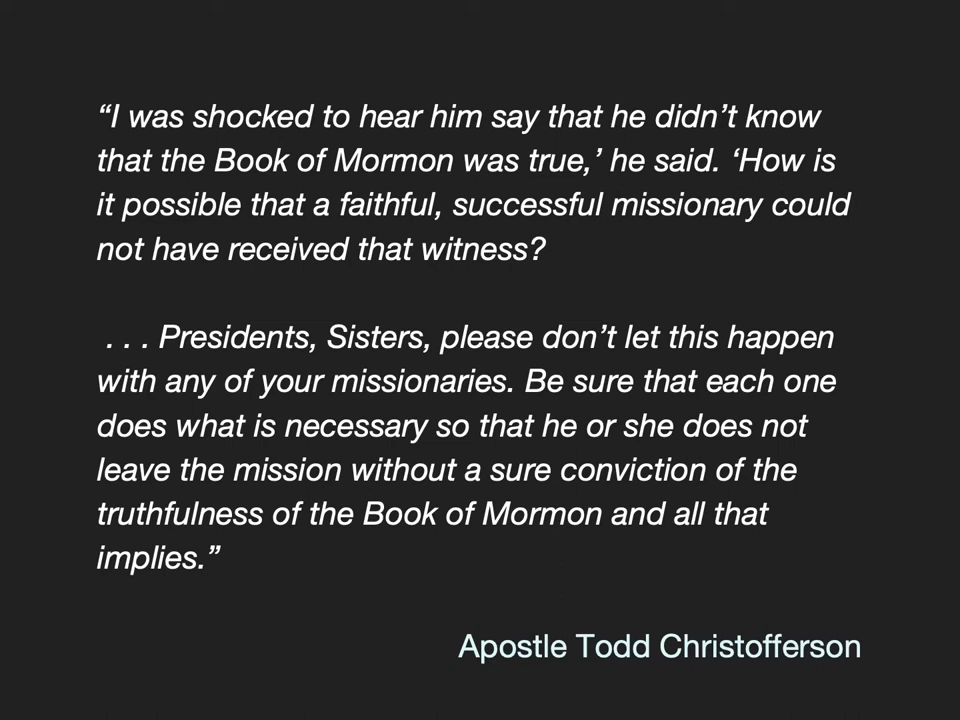 “I was shocked to hear him say that he didn’t know
that the Book of Mormon was true,’ he said. ‘How is
it possible that a faithful, successful missionary could
not have received that witness?
. . . Presidents, Sisters, please don’t let this happen
with any of your missionaries. Be sure that each one
does what is necessary so that he or she does not
leave the mission without a sure conviction of the
truthfulness of the Book of Mormon and all that
implies.”
Apostle Todd Christofferson